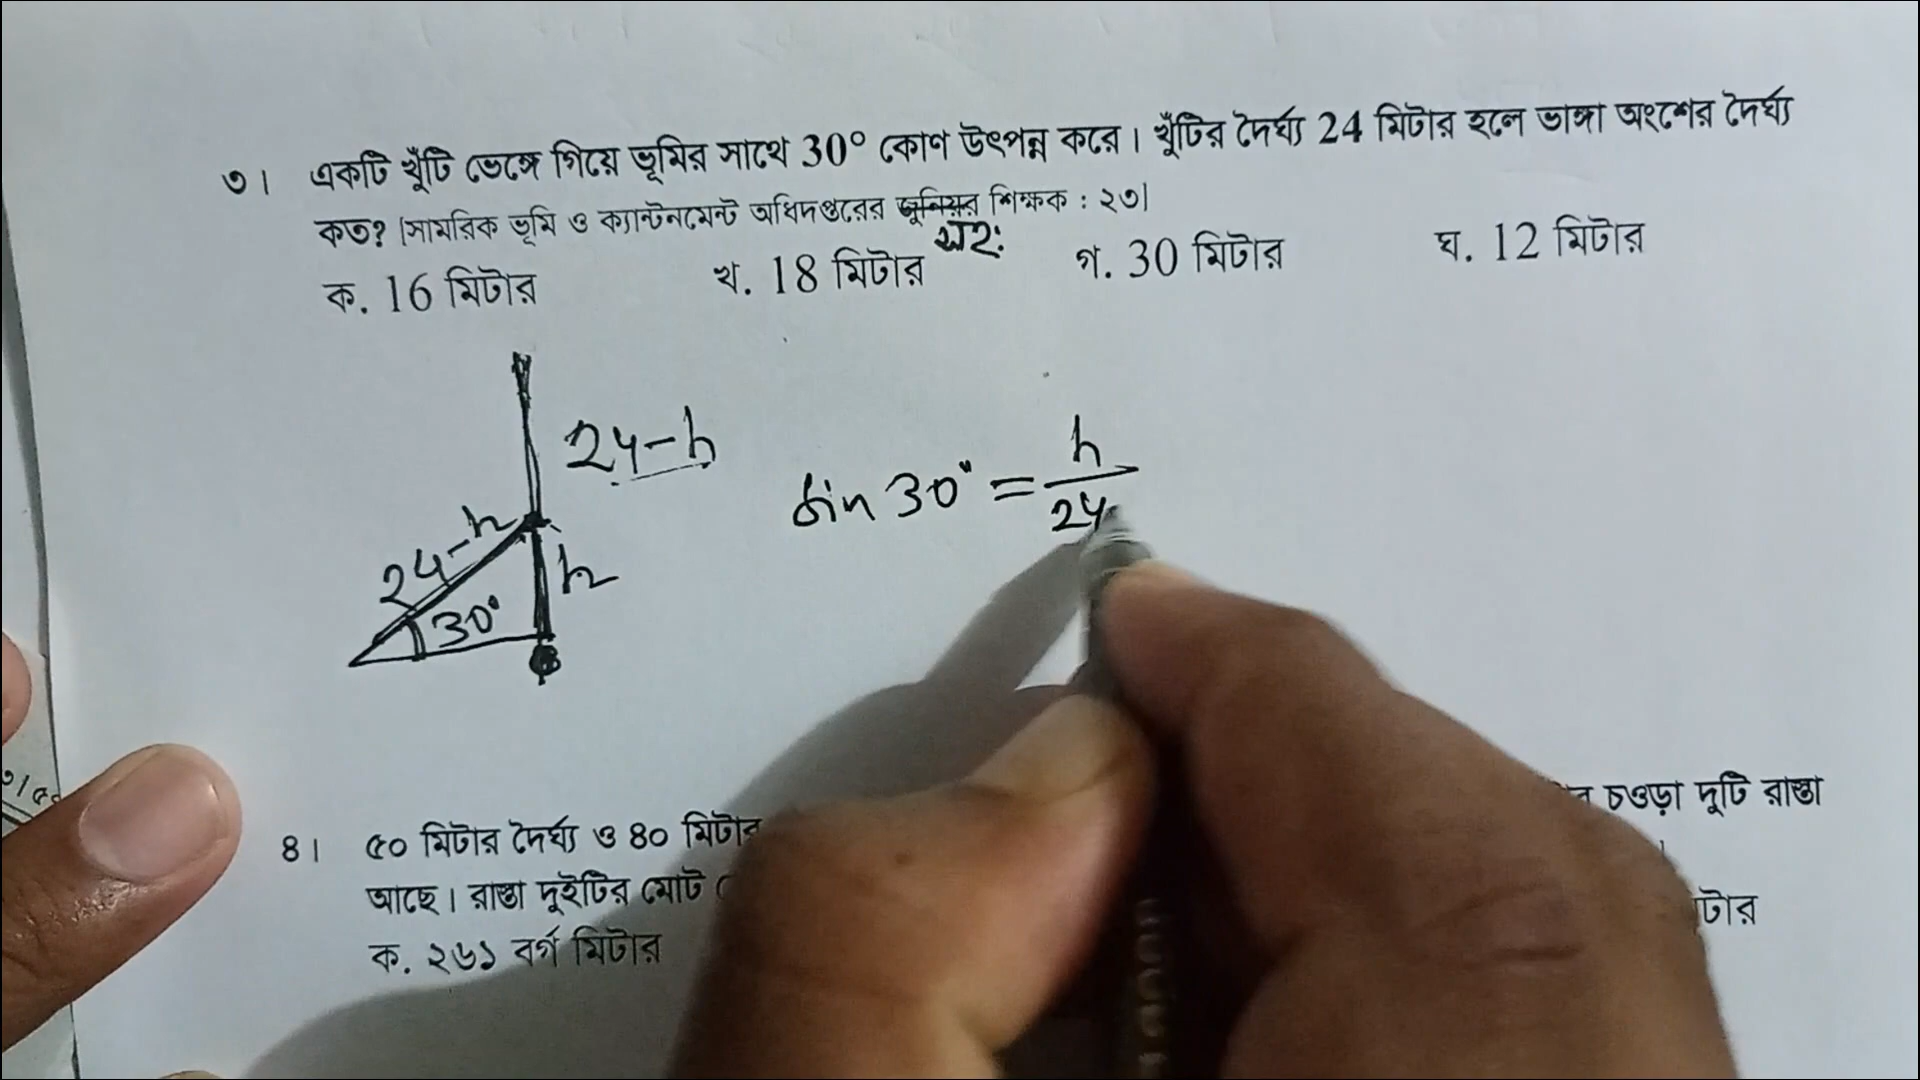 ৩। একটি খুঁটি ভেঙ্গে গিয়ে ভূমির সাথে 30° কোণ উৎপন্ন করে। খুঁটির দৈর্ঘ্য 24 মিটার হলে ভাঙ্গা অংশের দৈর্ঘ্য
কত? [সামরিক ভূমি ও ক্যান্টনমেন্ট অধিদপ্তরের জুনিয়র শিক্ষক : ২৩]
সহ:
ক. 16 মিটার খ. 18 মিটার গ. 30 মিটার ঘ. 12 মিটার
24-h
sin 30° = h/24
24-h
h
30°
৪। ৫০ মিটার দৈর্ঘ্য ও ৪০ মিটার চওড়া দুটি রাস্তা
আছে। রাস্তা দুইটির মোট
ক. ২৬১ বর্গ মিটার